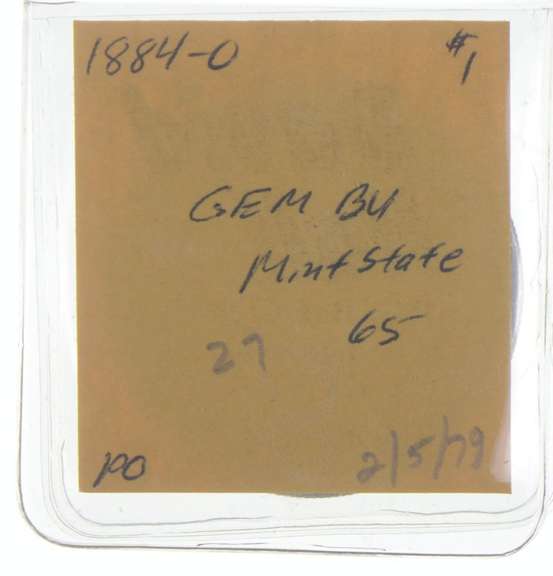 1884-O #1
GEM BU
Mint State
65
27
PO
2/5/79